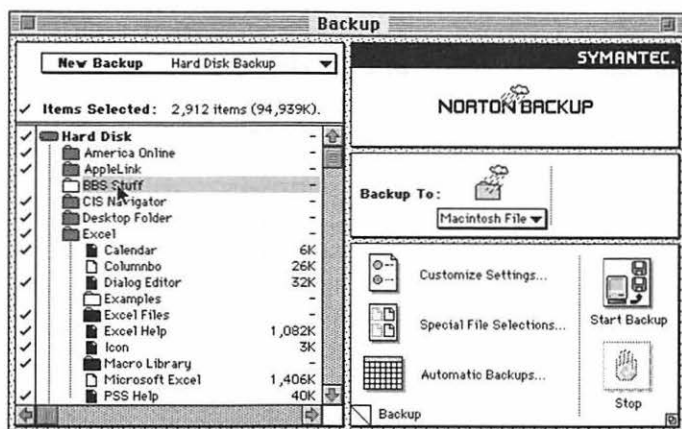 Backup
New Backup Hard Disk Backup
Items Selected: 2,912 items (94,939K).
Hard Disk -
America Online -
AppleLink -
BBS Stuff -
CIS Navigator -
Desktop Folder -
Excel -
Calendar 6K
Columnbo 26K
Dialog Editor 32K
Examples -
Excel Files -
Excel Help 1,082K
Icon 3K
Macro Library -
Microsoft Excel 1,406K
PSS Help 40K
SYMANTEC.
NORTON BACKUP
Backup To:
Macintosh File
Customize Settings...
Special File Selections...
Automatic Backups...
Start Backup
Stop
Backup